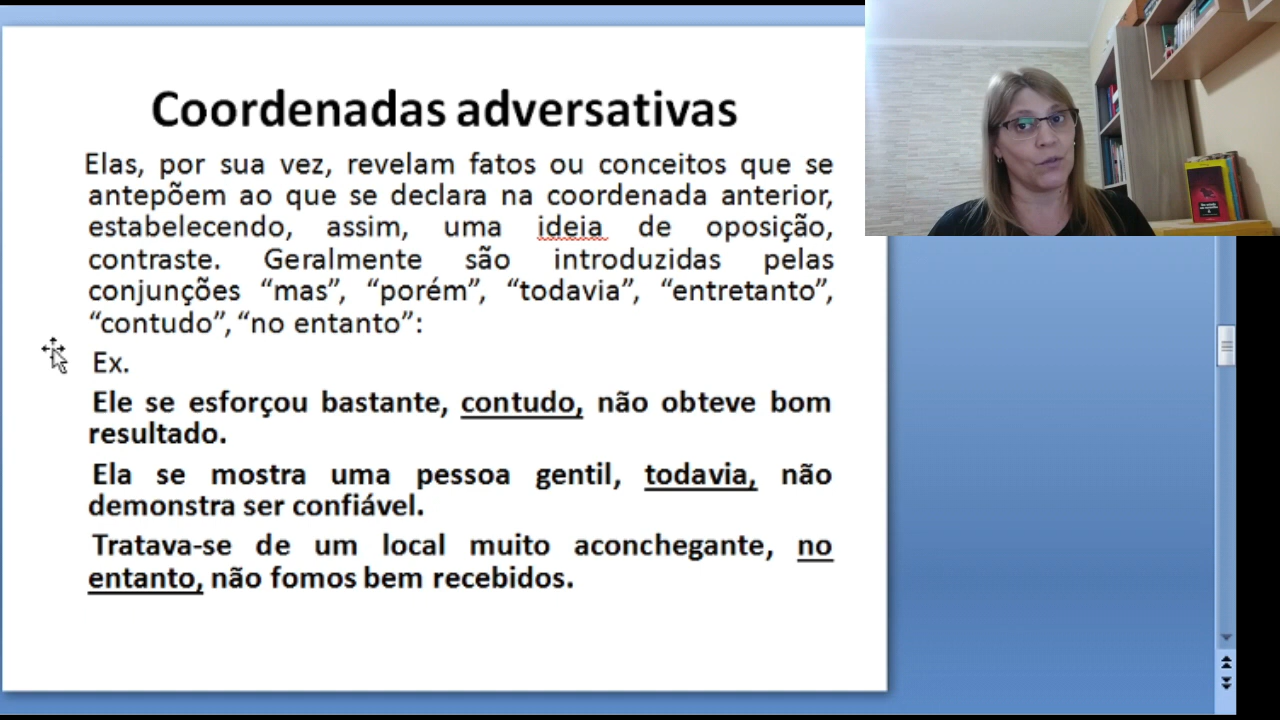 Coordenadas adversativas
Elas, por sua vez, revelam fatos ou conceitos que se
antepõem ao que se declara na coordenada anterior,
estabelecendo, assim, uma ideia de oposição,
contraste. Geralmente são introduzidas pelas
conjunções “mas”, “porém”, “todavia”, “entretanto”,
“contudo”, “no entanto”:
Ex.
Ele se esforçou bastante, contudo, não obteve bom
resultado.
Ela se mostra uma pessoa gentil, todavia, não
demonstra ser confiável.
Tratava-se de um local muito aconchegante, no
entanto, não fomos bem recebidos.